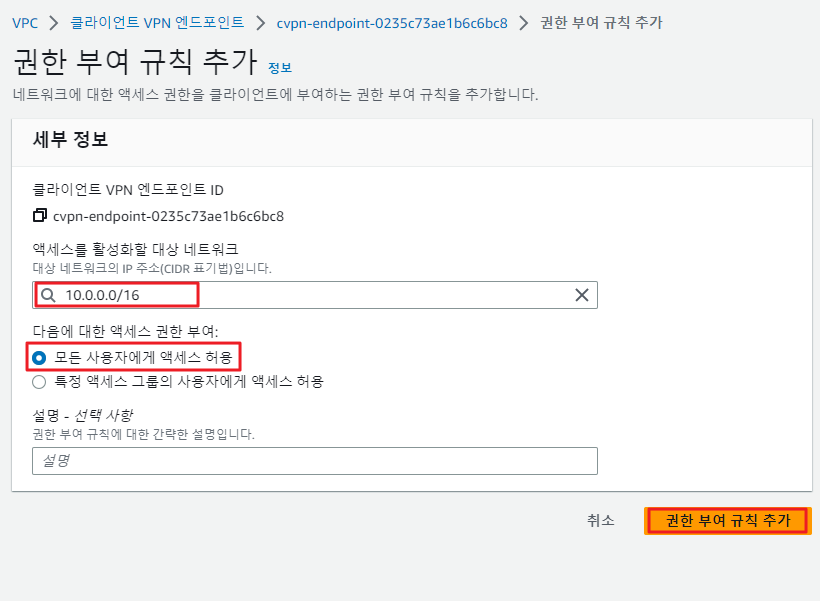 VPC > 클라이언트 VPN 엔드포인트 > cvpn-endpoint-0235c73ae1b6c6bc8 > 권한 부여 규칙 추가
권한 부여 규칙 추가 정보
네트워크에 대한 액세스 권한을 클라이언트에 부여하는 권한 부여 규칙을 추가합니다.
세부 정보
클라이언트 VPN 엔드포인트 ID
cvpn-endpoint-0235c73ae1b6c6bc8
액세스를 활성화할 대상 네트워크
대상 네트워크의 IP 주소(CIDR 표기법)입니다.
10.0.0.0/16
다음에 대한 액세스 권한 부여:
모든 사용자에게 액세스 허용
특정 액세스 그룹의 사용자에게 액세스 허용
설명 - 선택 사항
권한 부여 규칙에 대한 간략한 설명입니다.
설명
취소 권한 부여 규칙 추가